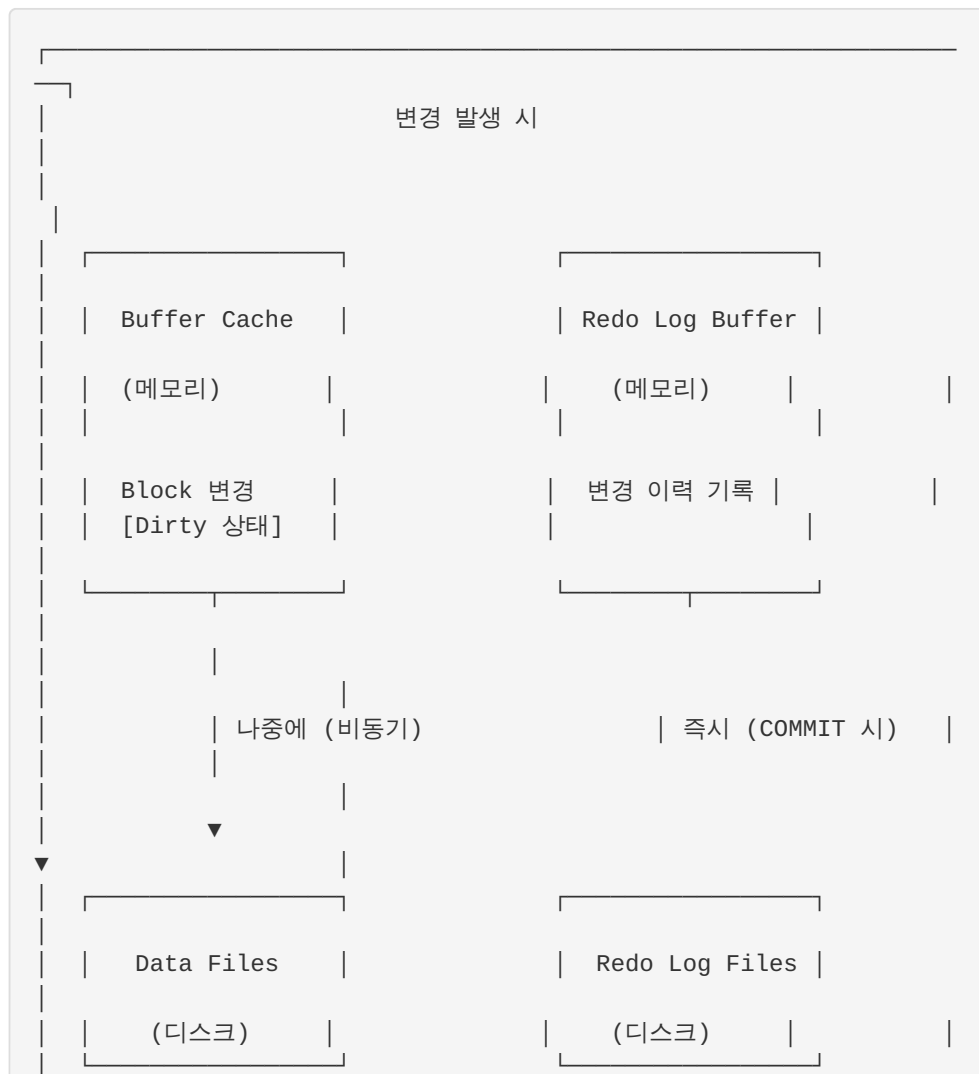 변경 발생 시
Buffer Cache Redo Log Buffer
(메모리) (메모리)
Block 변경 변경 이력 기록
[Dirty 상태]
나중에 (비동기) 즉시 (COMMIT 시)
Data Files Redo Log Files
(디스크) (디스크)